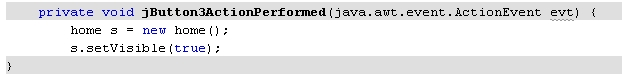 private void jButton3ActionPerformed(java.awt.event.ActionEvent evt) {
home s = new home();
s.setVisible(true);
}